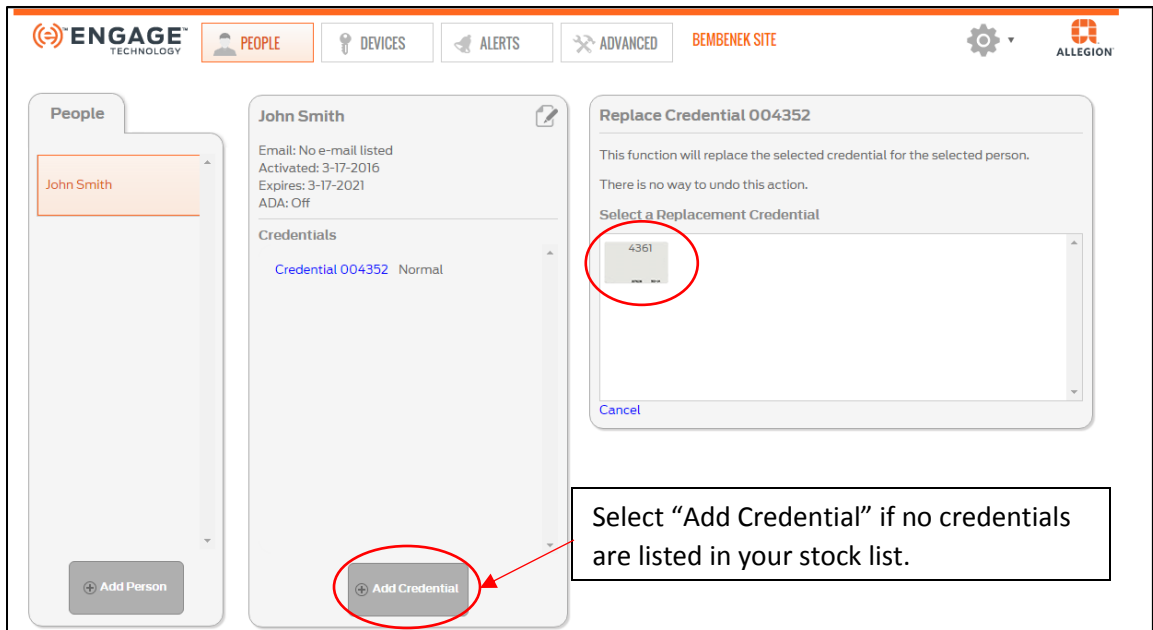 ENGAGE™
TECHNOLOGY
PEOPLE
DEVICES
ALERTS
ADVANCED
BEMBENEK SITE
ALLEGION
People
John Smith
Add Person
John Smith
Email: No e-mail listed
Activated: 3-17-2016
Expires: 3-17-2021
ADA: Off
Credentials
Credential 004352 Normal
Add Credential
Replace Credential 004352
This function will replace the selected credential for the selected person.
There is no way to undo this action.
Select a Replacement Credential
4361
Cancel
Select “Add Credential” if no credentials
are listed in your stock list.